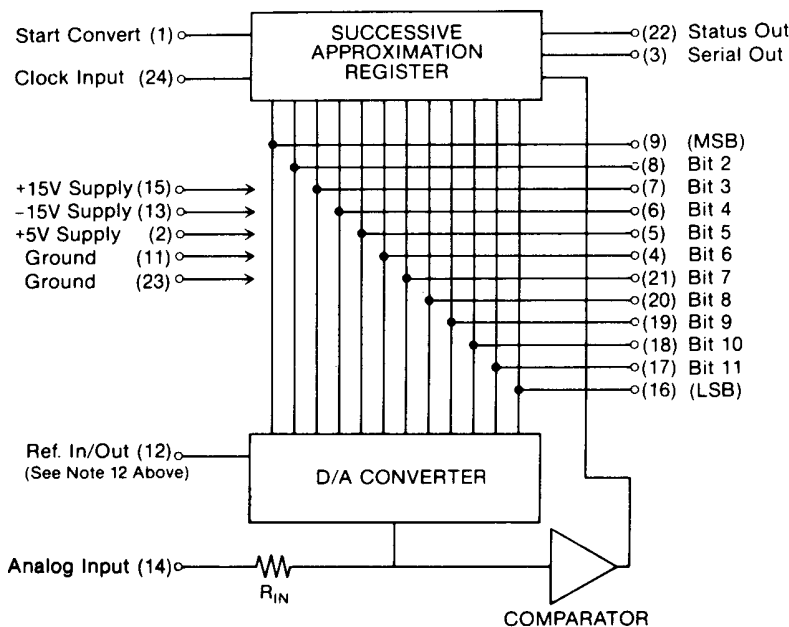 Start Convert (1)
Clock Input (24)
SUCCESSIVE
APPROXIMATION
REGISTER
(22) Status Out
(3) Serial Out
(9) (MSB)
(8) Bit 2
(7) Bit 3
(6) Bit 4
(5) Bit 5
(4) Bit 6
(21) Bit 7
(20) Bit 8
(19) Bit 9
(18) Bit 10
(17) Bit 11
(16) (LSB)
+15V Supply (15)
-15V Supply (13)
+5V Supply (2)
Ground (11)
Ground (23)
Ref. In/Out (12)
(See Note 12 Above)
D/A CONVERTER
Analog Input (14)
RIN
COMPARATOR